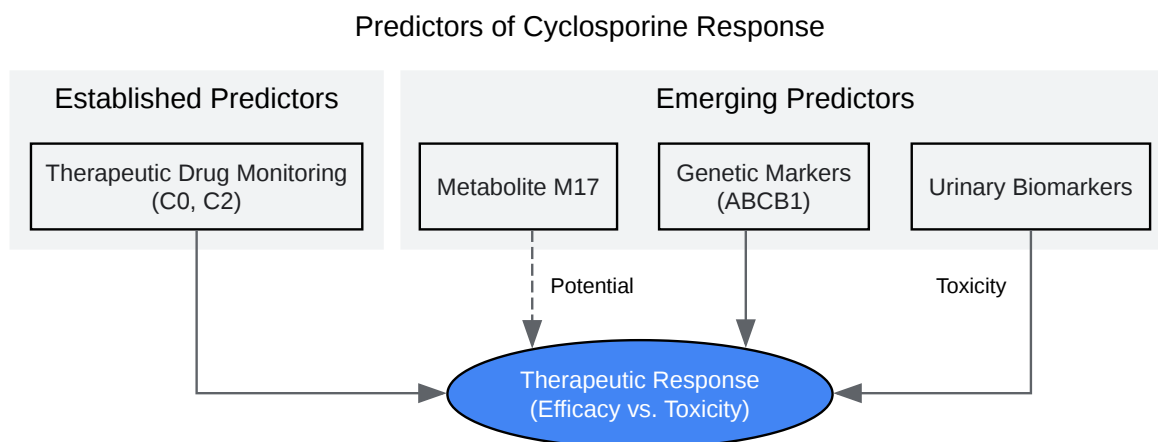 Predictors of Cyclosporine Response
Established Predictors
Therapeutic Drug Monitoring
(C0, C2)
Emerging Predictors
Metabolite M17
Genetic Markers
(ABCB1)
Urinary Biomarkers
Potential
Toxicity
Therapeutic Response
(Efficacy vs. Toxicity)